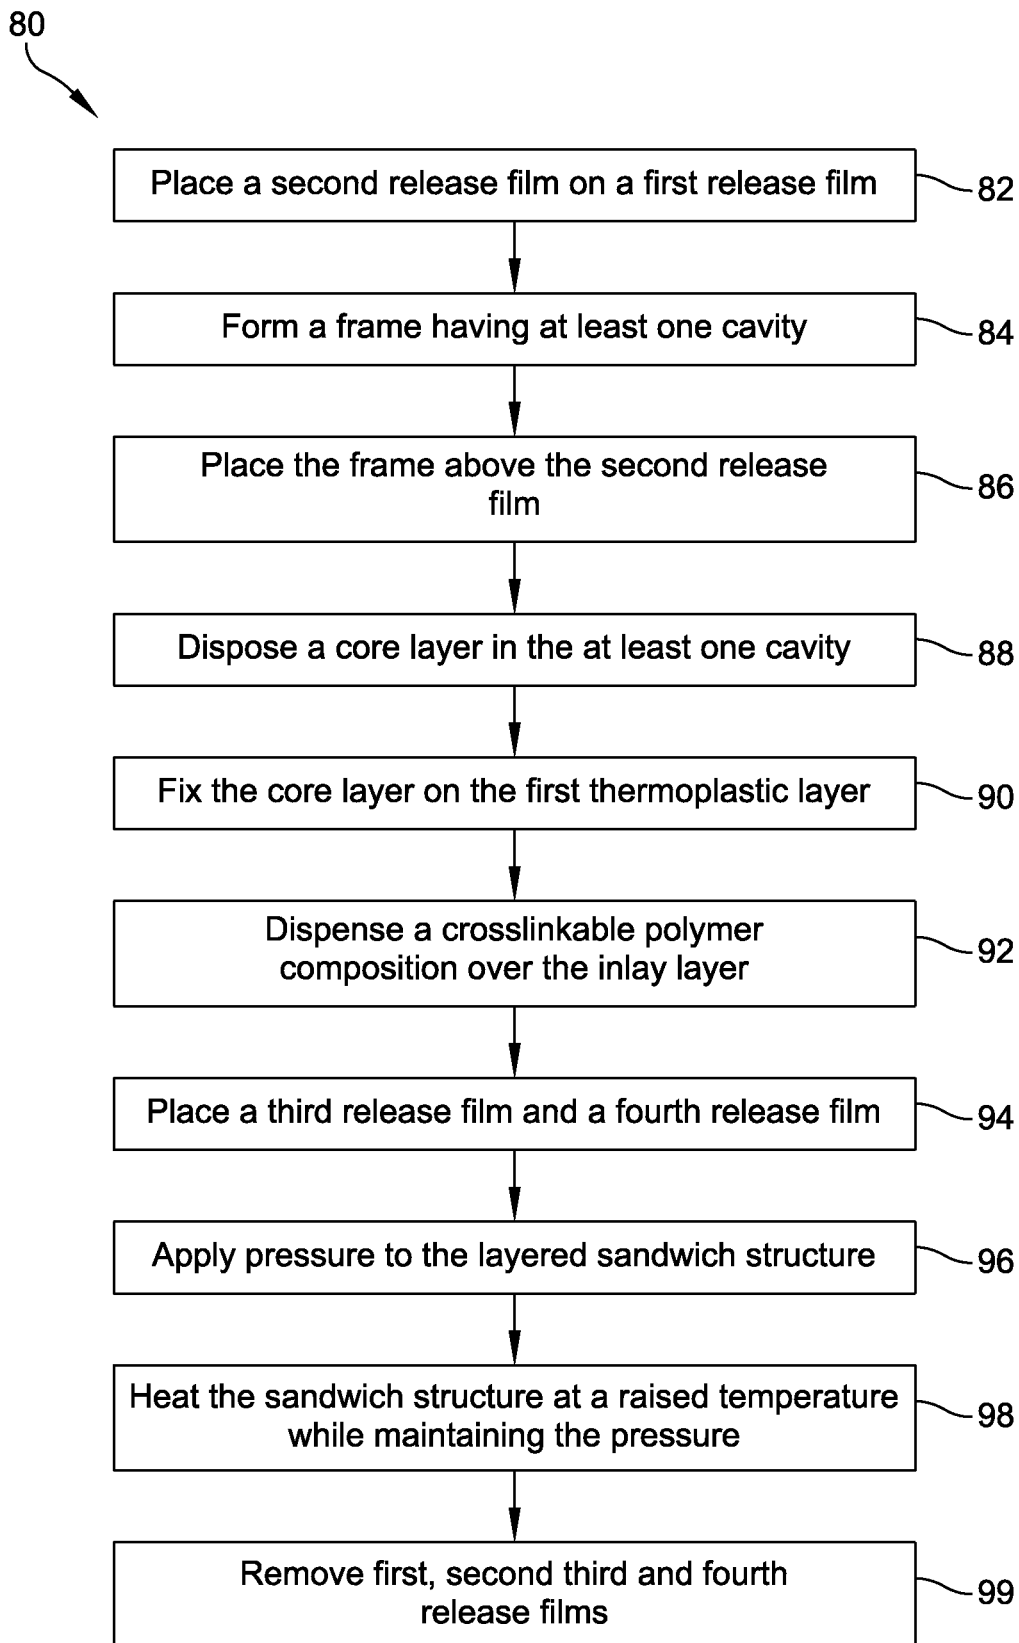 80
Place a second release film on a first release film
82
Form a frame having at least one cavity
84
Place the frame above the second release
film
86
Dispose a core layer in the at least one cavity
88
Fix the core layer on the first thermoplastic layer
90
Dispense a crosslinkable polymer
composition over the inlay layer
92
Place a third release film and a fourth release film
94
Apply pressure to the layered sandwich structure
96
Heat the sandwich structure at a raised temperature
while maintaining the pressure
98
Remove first, second third and fourth
release films
99